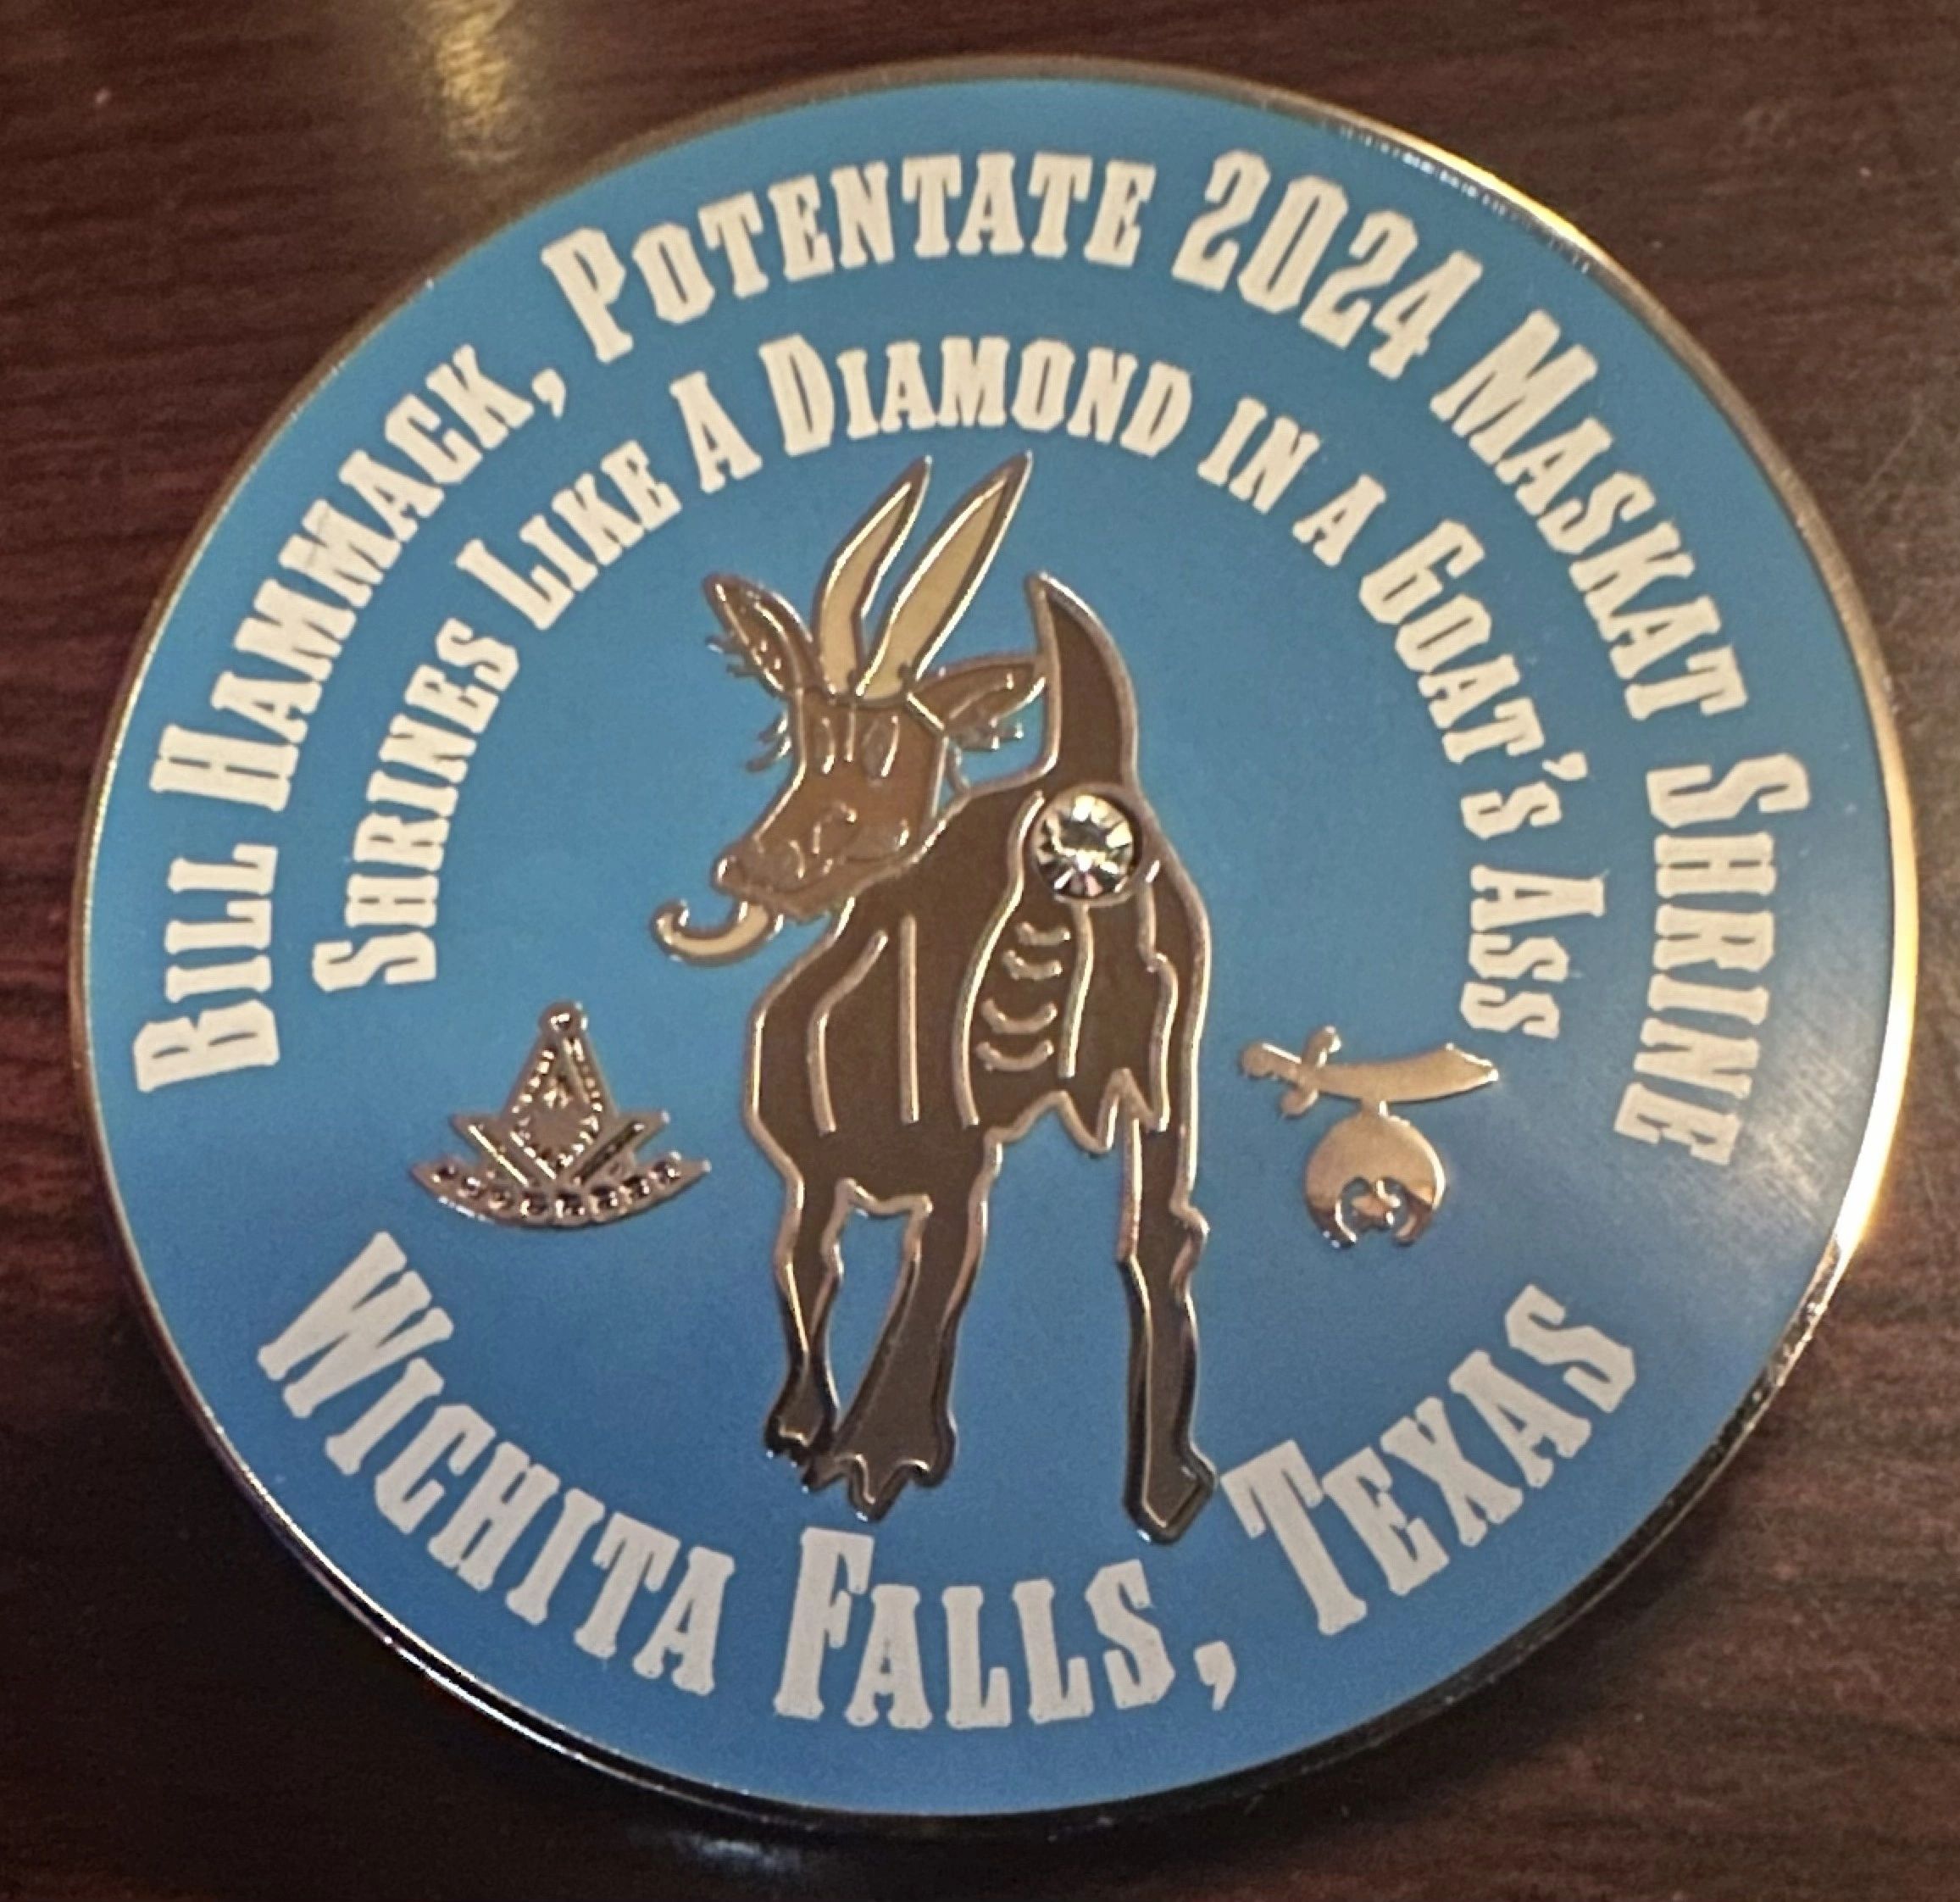 Bill Hammack, Potentate 2024 Maskat Shrine
Shrines Like A Diamond in a Goat's Ass
Wichita Falls, Texas